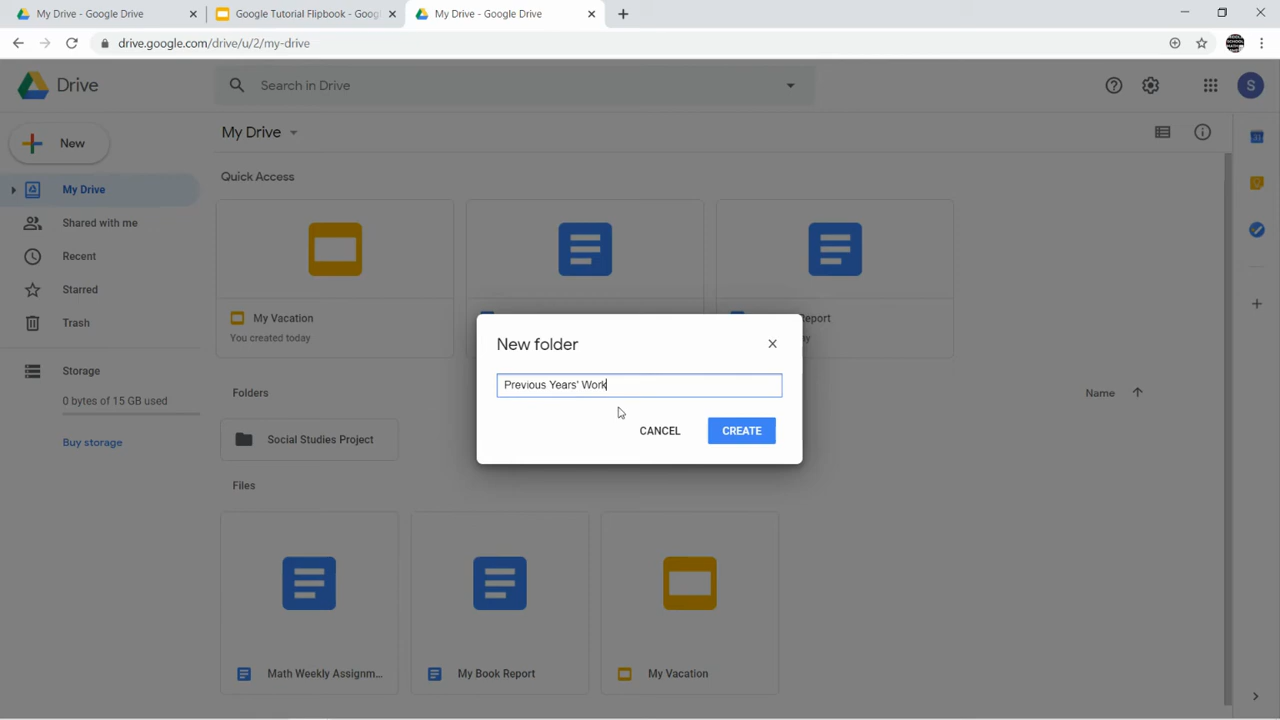 My Drive - Google Drive
Google Tutorial Flipbook - Googl
My Drive - Google Drive
drive.google.com/drive/u/2/my-drive
Drive
Search in Drive
S
New
My Drive
My Drive
Quick Access
Shared with me
Recent
Starred
Trash
My Vacation
You created today
Report
New folder
Storage
0 bytes of 15 GB used
Buy storage
Previous Years' Work
Folders
Name
CANCEL
CREATE
Social Studies Project
Files
Math Weekly Assignm...
My Book Report
My Vacation